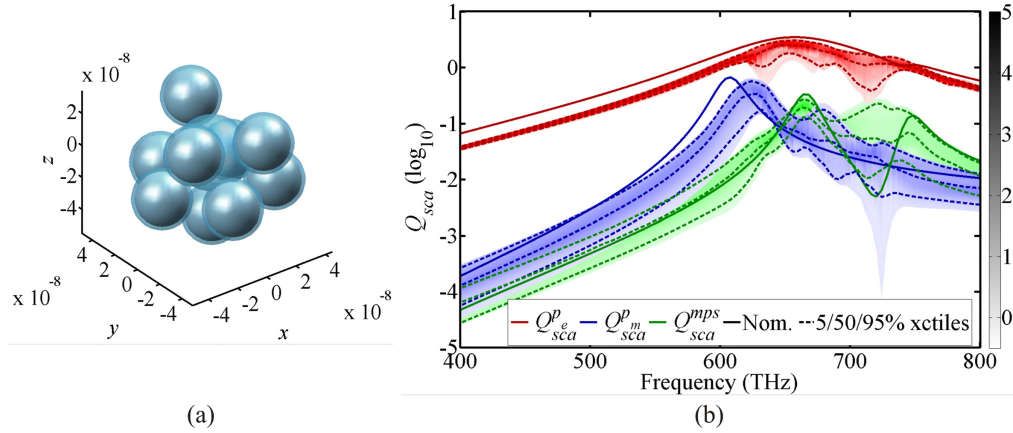 x 10⁻⁸
2
0
-2
-4
z
4
2
0
-2
-4
x 10⁻⁸
y
-4
-2
0
2
4
x 10⁻⁸
x
(a)
1
0
-1
-2
-3
-4
-5
Q_sca (log₁₀)
Q^{p_e}_{sca} Q^{p_m}_{sca} Q^{mps}_{sca} Nom. 5/50/95% xctiles
400 500 600 700 800
Frequency (THz)
5
4
3
2
1
0
(b)